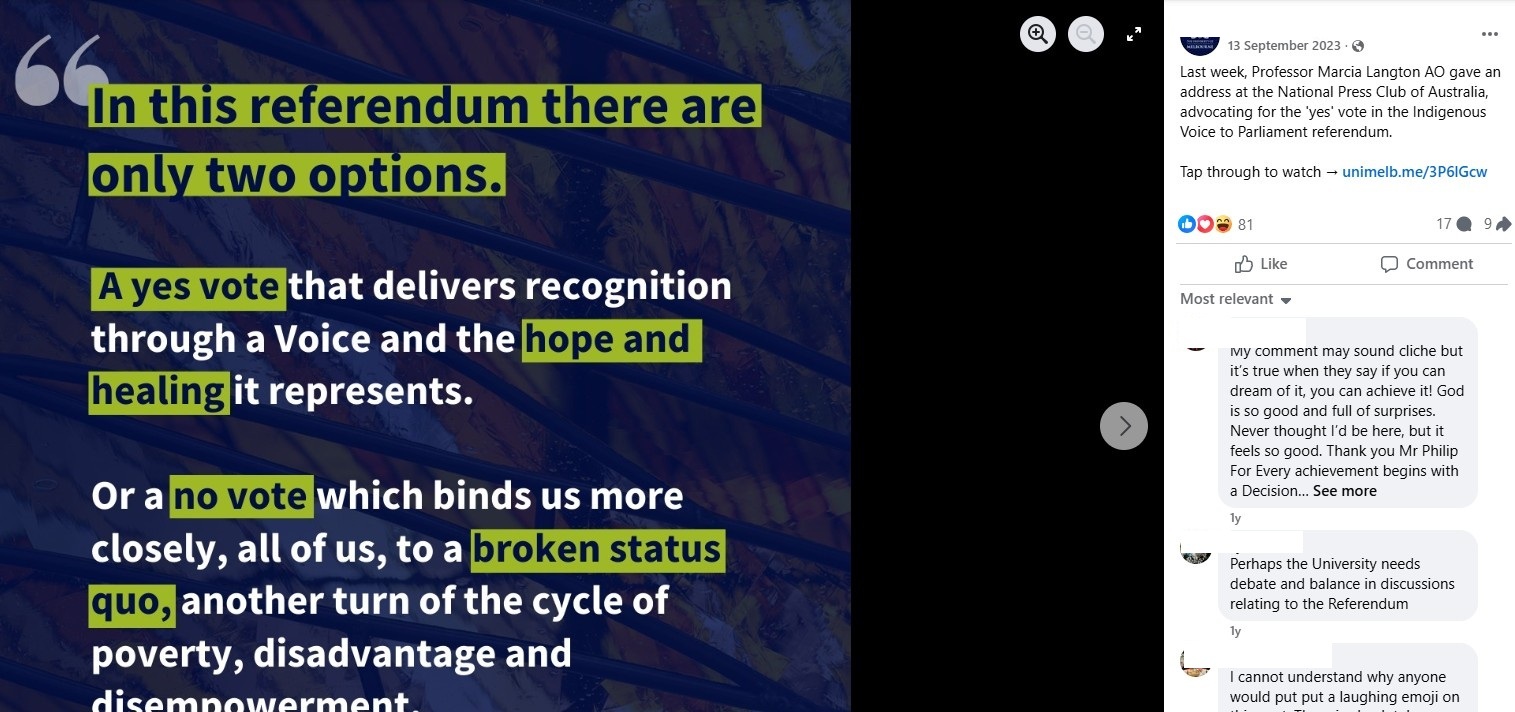 In this referendum there are
only two options.
A yes vote that delivers recognition
through a Voice and the hope and
healing it represents.
Or a no vote which binds us more
closely, all of us, to a broken status
quo, another turn of the cycle of
poverty, disadvantage and
disempowerment.
MELBOURNE
13 September 2023 ·
Last week, Professor Marcia Langton AO gave an
address at the National Press Club of Australia,
advocating for the 'yes' vote in the Indigenous
Voice to Parliament referendum.
Tap through to watch → unimelb.me/3P6lGcw
81
17
9
Like
Comment
Most relevant
My comment may sound cliche but
it's true when they say if you can
dream of it, you can achieve it! God
is so good and full of surprises.
Never thought I'd be here, but it
feels so good. Thank you Mr Philip
For Every achievement begins with
a Decision... See more
1y
Perhaps the University needs
debate and balance in discussions
relating to the Referendum
1y
I cannot understand why anyone
would put put a laughing emoji on